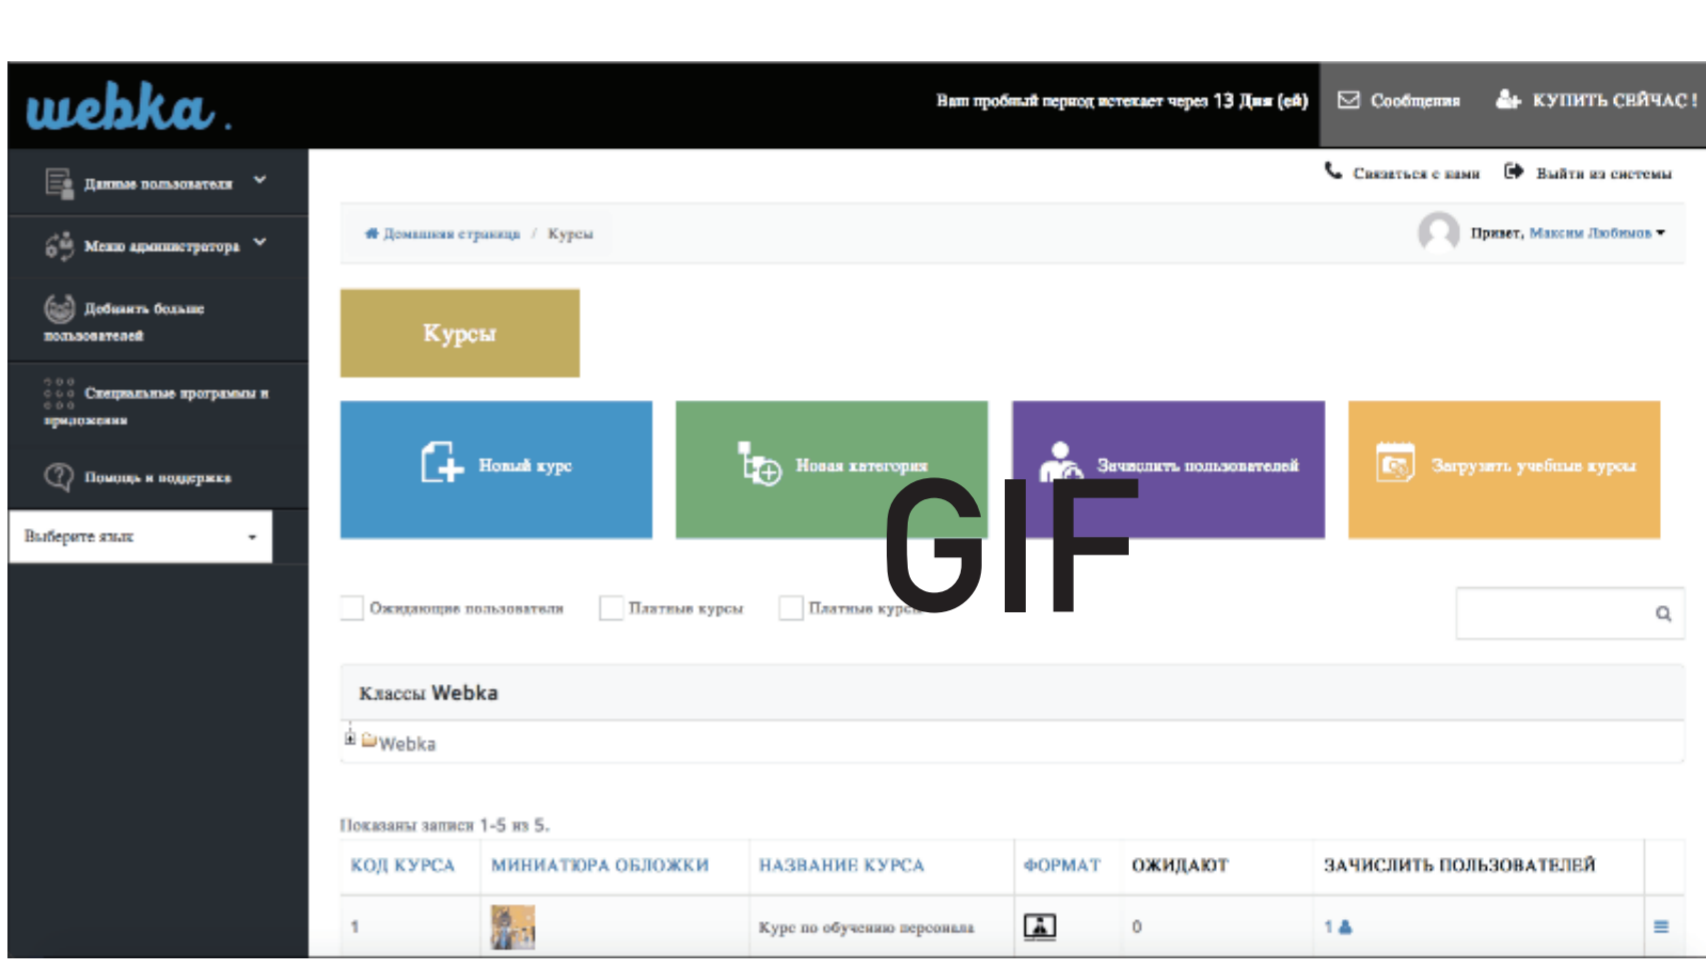 webka.
Ваш пробный период истекает через 13 Дня (ей)
Сообщения
КУПИТЬ СЕЙЧАС!
Связаться с нами
Выйти из системы
Данные пользователя
Меню администратора
Добавить больше
пользователей
Специальные программы и
приложения
Помощь и поддержка
Выберите язык
Домашняя страница / Курсы
Привет, Максим Любимов
Курсы
Новый курс
Новая категория
Зачислить пользователей
Загрузить учебные курсы
GIF
Ожидающие пользователи
Платные курсы
Платные курсы
Классы Webka
Webka
Показаны записи 1-5 из 5.
КОД КУРСА МИНИАТЮРА ОБЛОЖКИ НАЗВАНИЕ КУРСА ФОРМАТ ОЖИДАЮТ ЗАЧИСЛИТЬ ПОЛЬЗОВАТЕЛЕЙ
1 Курс по обучению персонала 0 1